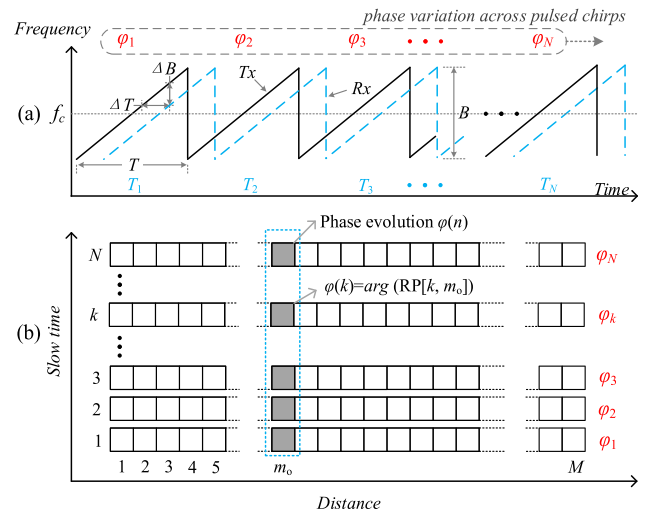 phase variation across pulsed chirps
Frequency
φ1 φ2 φ3 φN
ΔB
Tx
Rx
(a)
fc
ΔT
B
T
T1 T2 T3 TN Time
Phase evolution φ(n)
N φN
φ(k)=arg (RP[k, mo])
k φk
(b)
Slow time
3 φ3
2 φ2
1 φ1
1 2 3 4 5 mo M
Distance